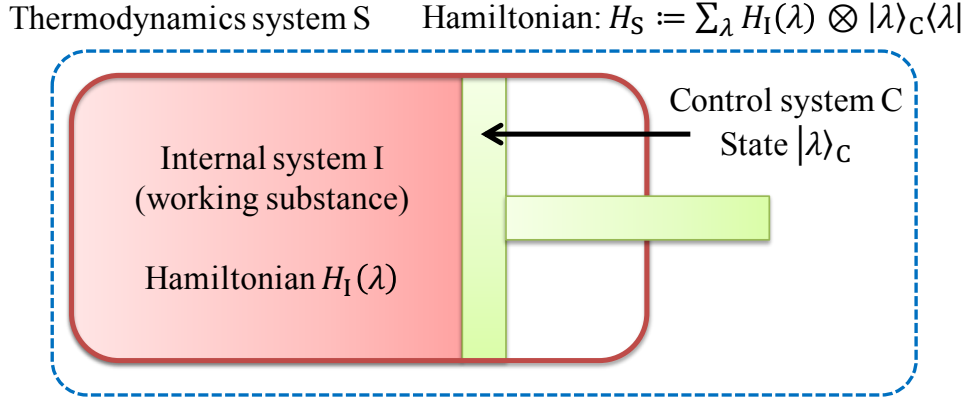 Thermodynamics system S Hamiltonian: H_S := ∑_λ H_I(λ) ⊗ |λ⟩_C⟨λ|
Control system C
State |λ⟩_C
Internal system I
(working substance)
Hamiltonian H_I(λ)